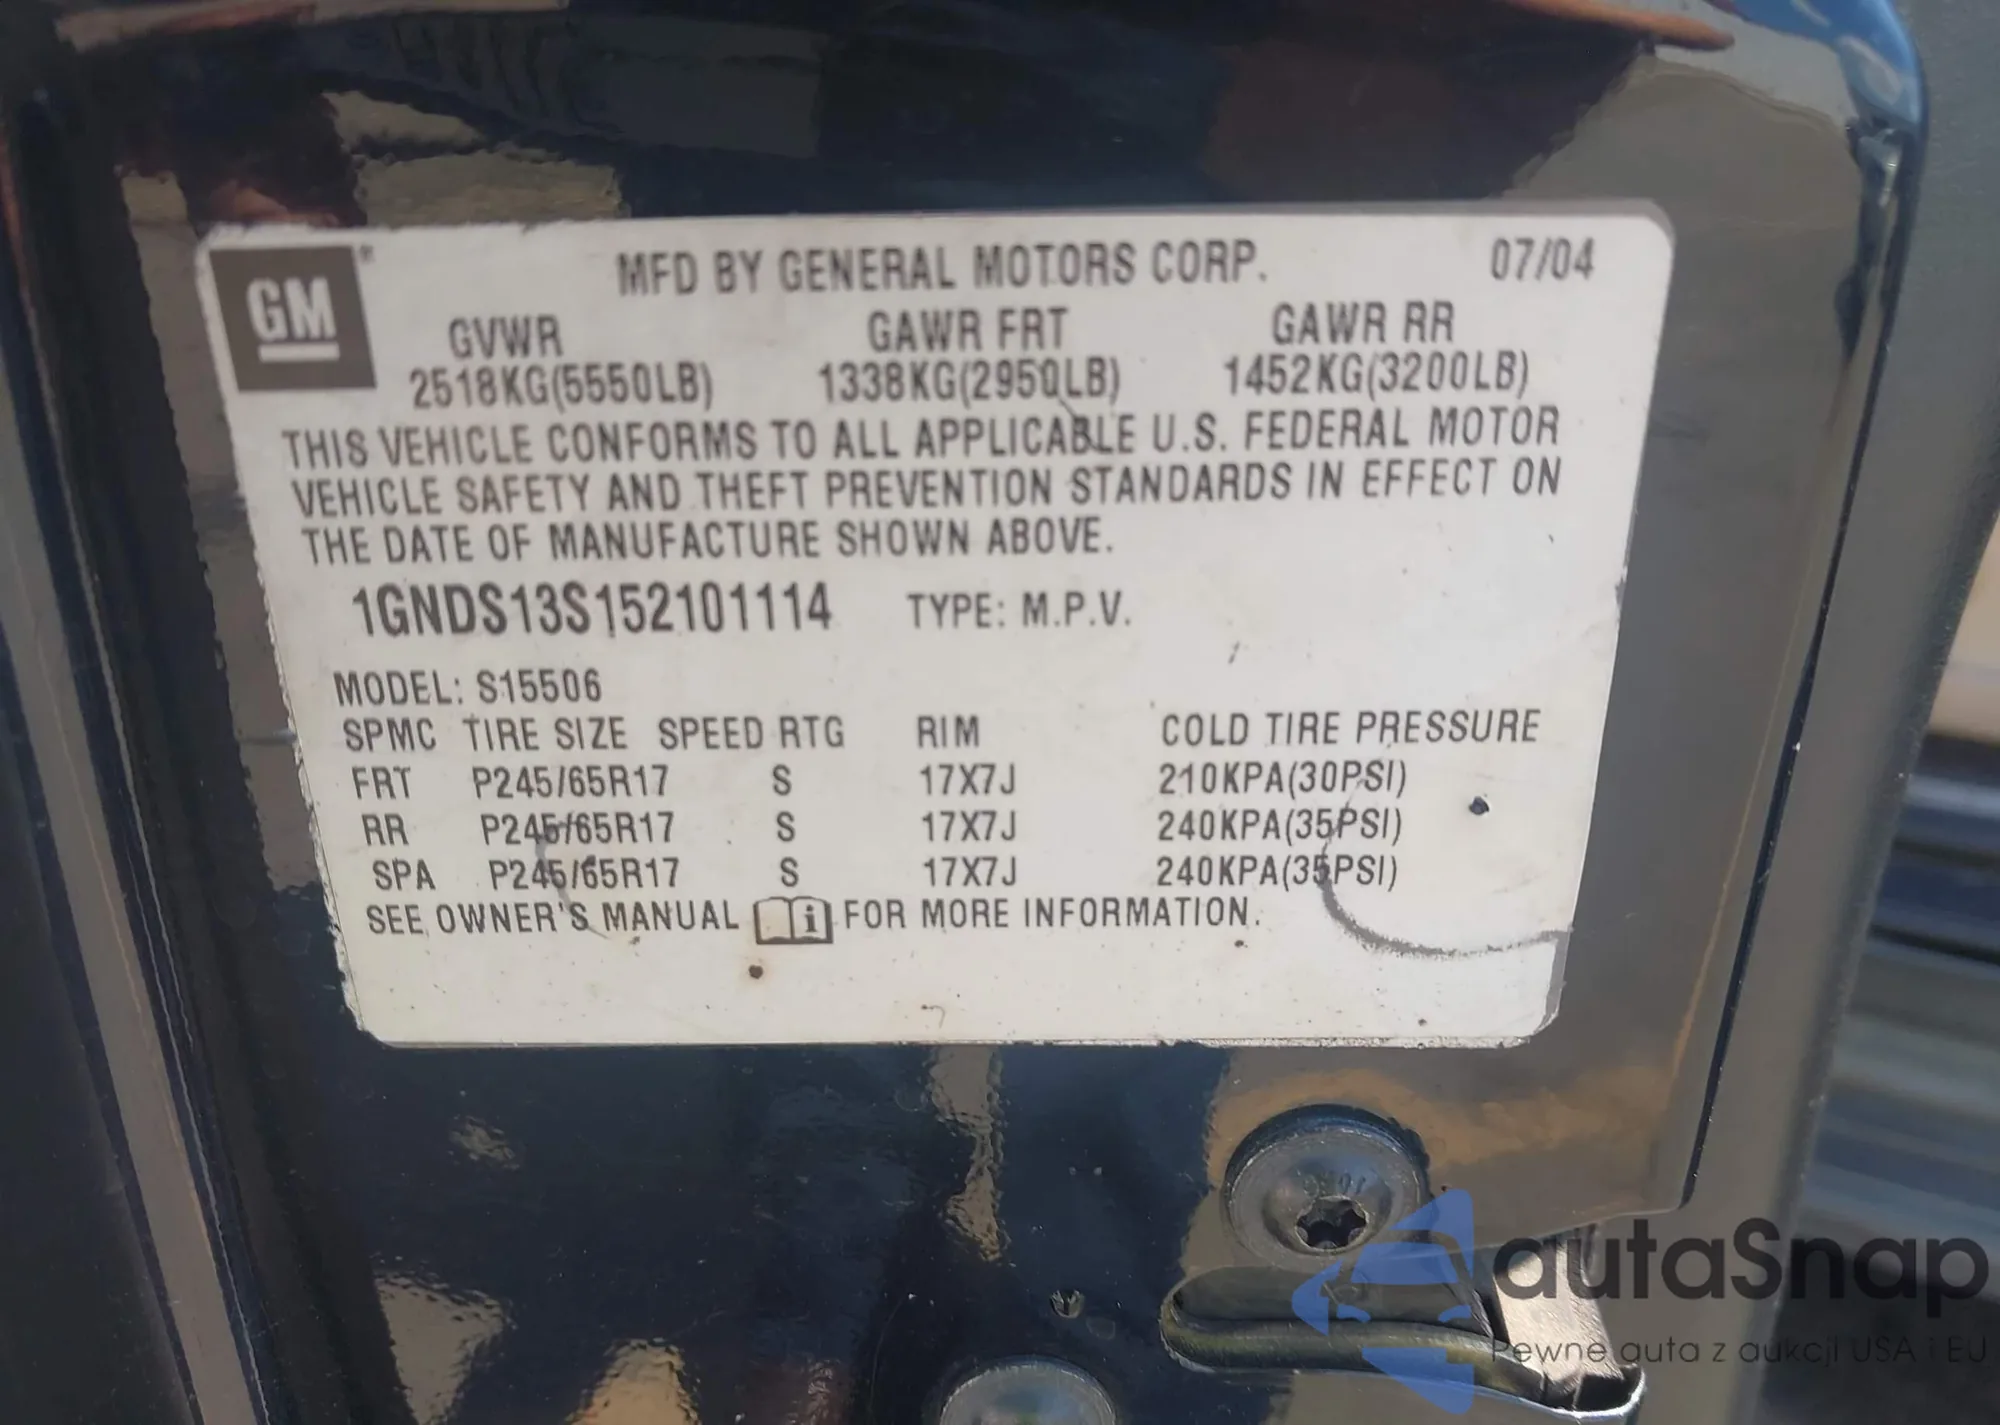 GM
MFD BY GENERAL MOTORS CORP. 07/04
GVWR GAWR FRT GAWR RR
2518KG(5550LB) 1338KG(2950LB) 1452KG(3200LB)
THIS VEHICLE CONFORMS TO ALL APPLICABLE U.S. FEDERAL MOTOR
VEHICLE SAFETY AND THEFT PREVENTION STANDARDS IN EFFECT ON
THE DATE OF MANUFACTURE SHOWN ABOVE.
1GNDS13S152101114 TYPE: M.P.V.
MODEL: S15506
SPMC TIRE SIZE SPEED RTG RIM COLD TIRE PRESSURE
FRT P245/65R17 S 17X7J 210KPA(30PSI)
RR P245/65R17 S 17X7J 240KPA(35PSI)
SPA P245/65R17 S 17X7J 240KPA(35PSI)
SEE OWNER'S MANUAL i FOR MORE INFORMATION.
autaSnap
Pewne auta z aukcji USA i EU